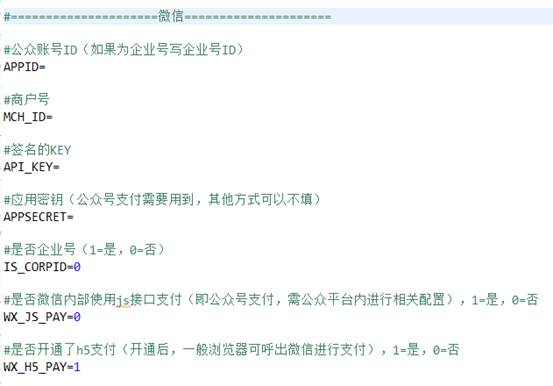 #=====================微信=====================
#公众账号ID（如果为企业号写企业号ID）
APPID=
#商户号
MCH_ID=
#签名的KEY
API_KEY=
#应用密钥（公众号支付需要用到，其他方式可以不填）
APPSECRET=
#是否企业号（1=是，0=否）
IS_CORPID=0
#是否微信内部使用js接口支付（即公众号支付，需公众平台内进行相关配置），1=是，0=否
WX_JS_PAY=0
#是否开通了h5支付（开通后，一般浏览器可呼出微信进行支付），1=是，0=否
WX_H5_PAY=1